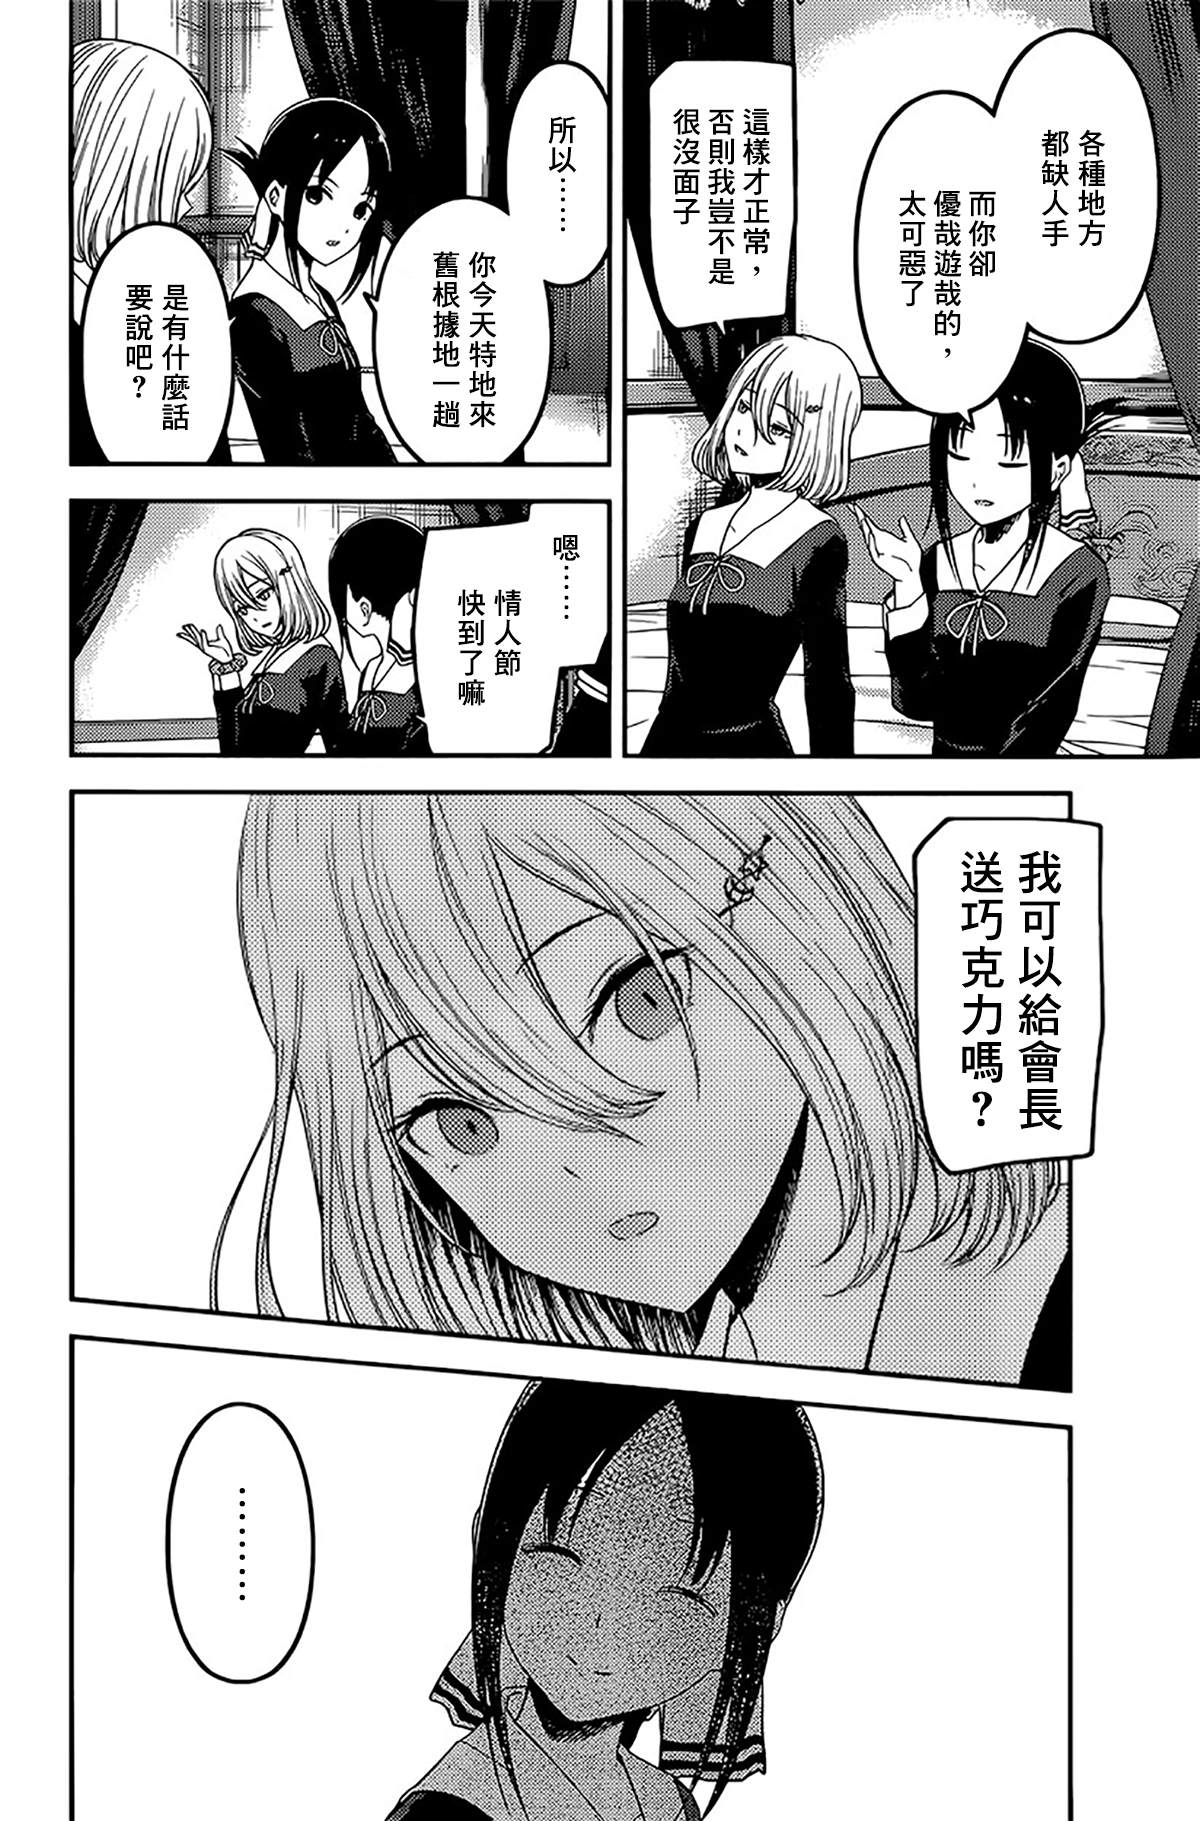 各種地方
都缺人手
而你卻
優哉遊哉的，
太可惡了
這樣才正常，
否則我豈不是
很沒面子
所以……
你今天特地來
舊根據地一趟
是有什麼話
要說吧？
嗯……
情人節
快到了嘛
我可以給會長
送巧克力嗎？
………